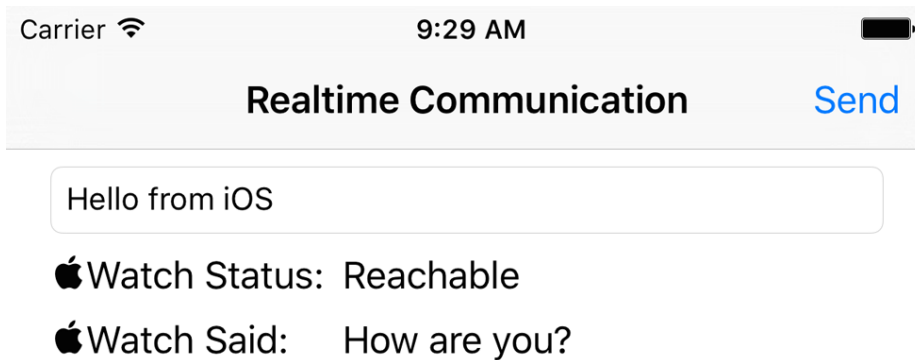 Carrier 9:29 AM
Realtime Communication Send
Hello from iOS
Watch Status: Reachable
Watch Said: How are you?